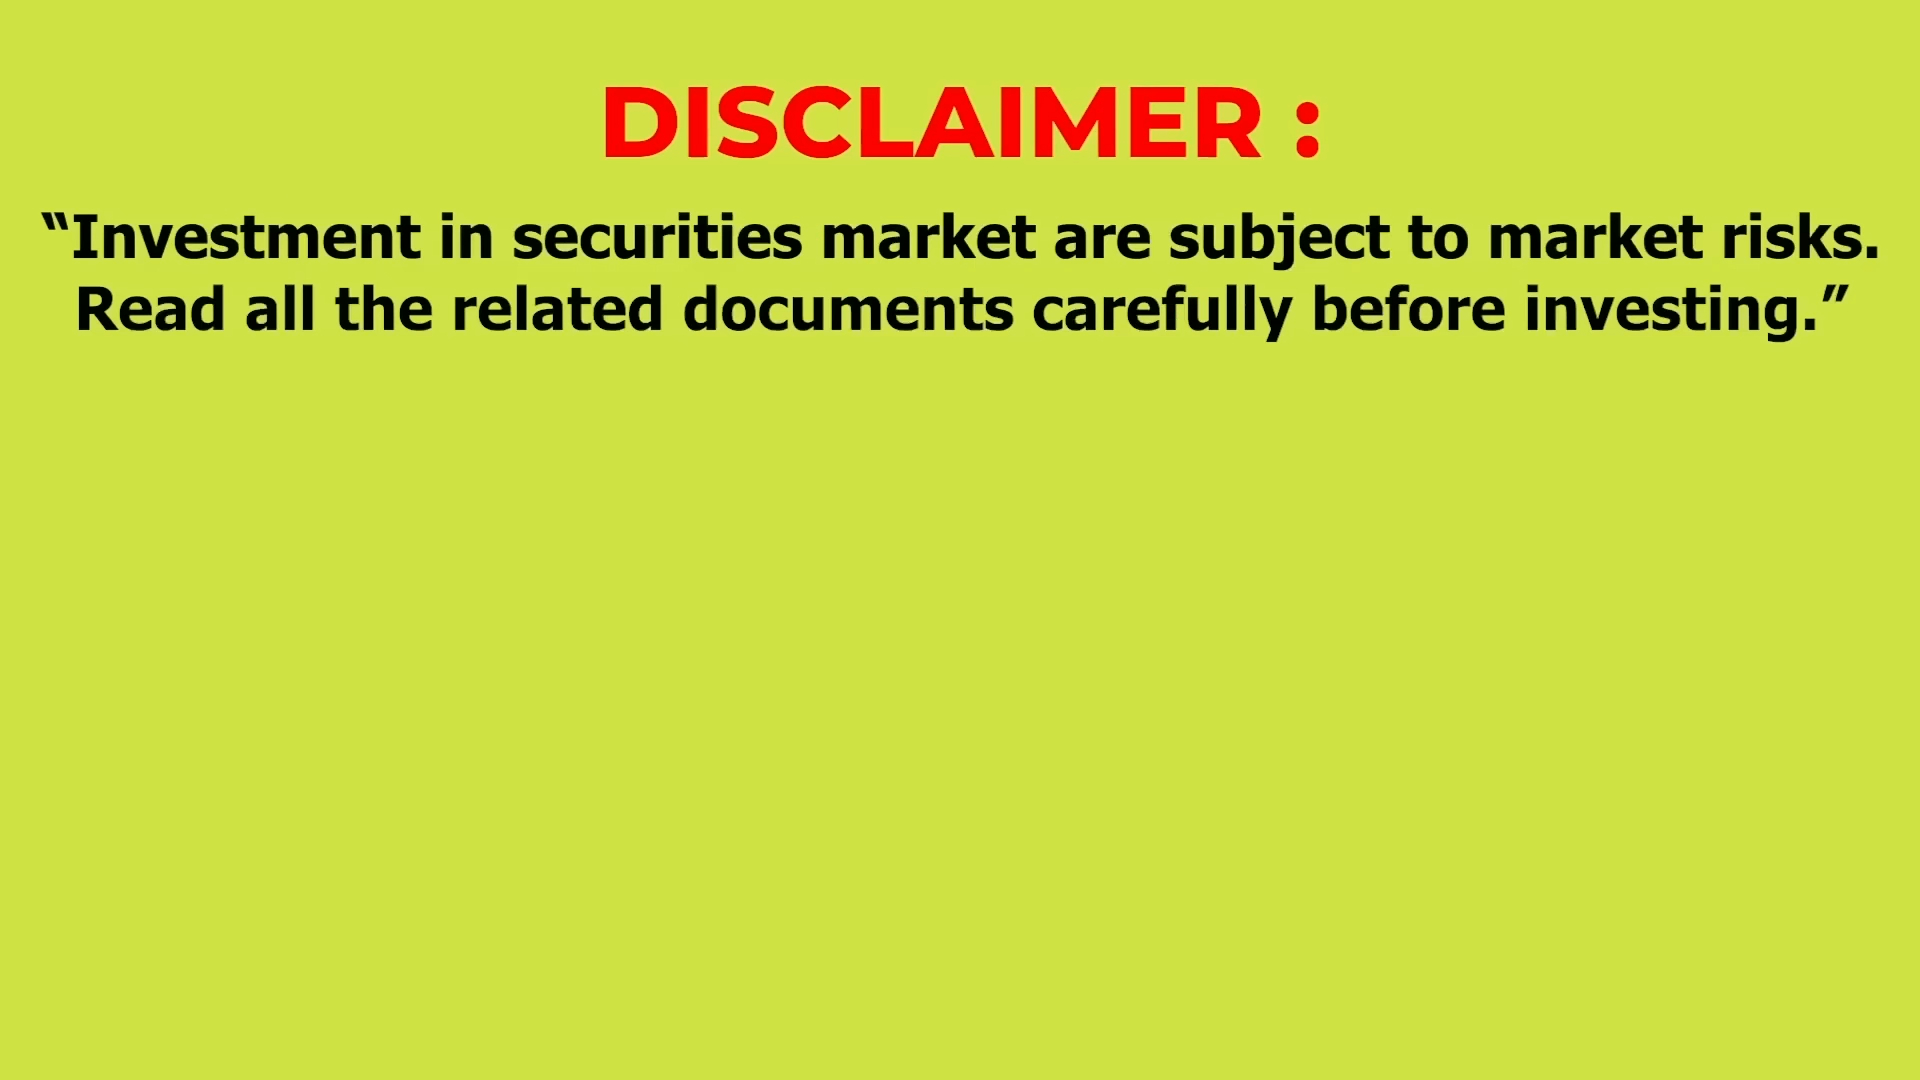 DISCLAIMER :
“Investment in securities market are subject to market risks.
Read all the related documents carefully before investing.”